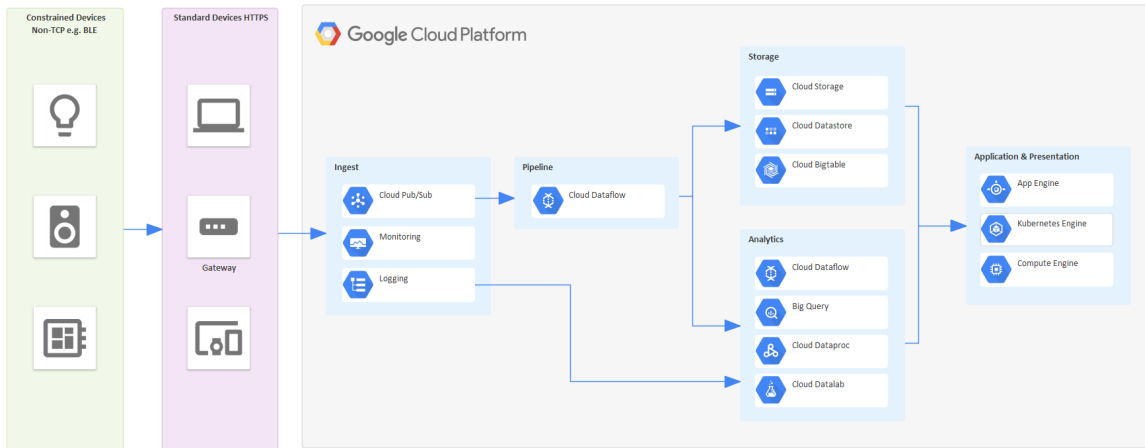 Constrained Devices
Non-TCP e.g. BLE
Standard Devices HTTPS
Gateway
Google Cloud Platform
Ingest
Cloud Pub/Sub
Monitoring
Logging
Pipeline
Cloud Dataflow
Storage
Cloud Storage
Cloud Datastore
Cloud Bigtable
Analytics
Cloud Dataflow
Big Query
Cloud Dataproc
Cloud Datalab
Application & Presentation
App Engine
Kubernetes Engine
Compute Engine